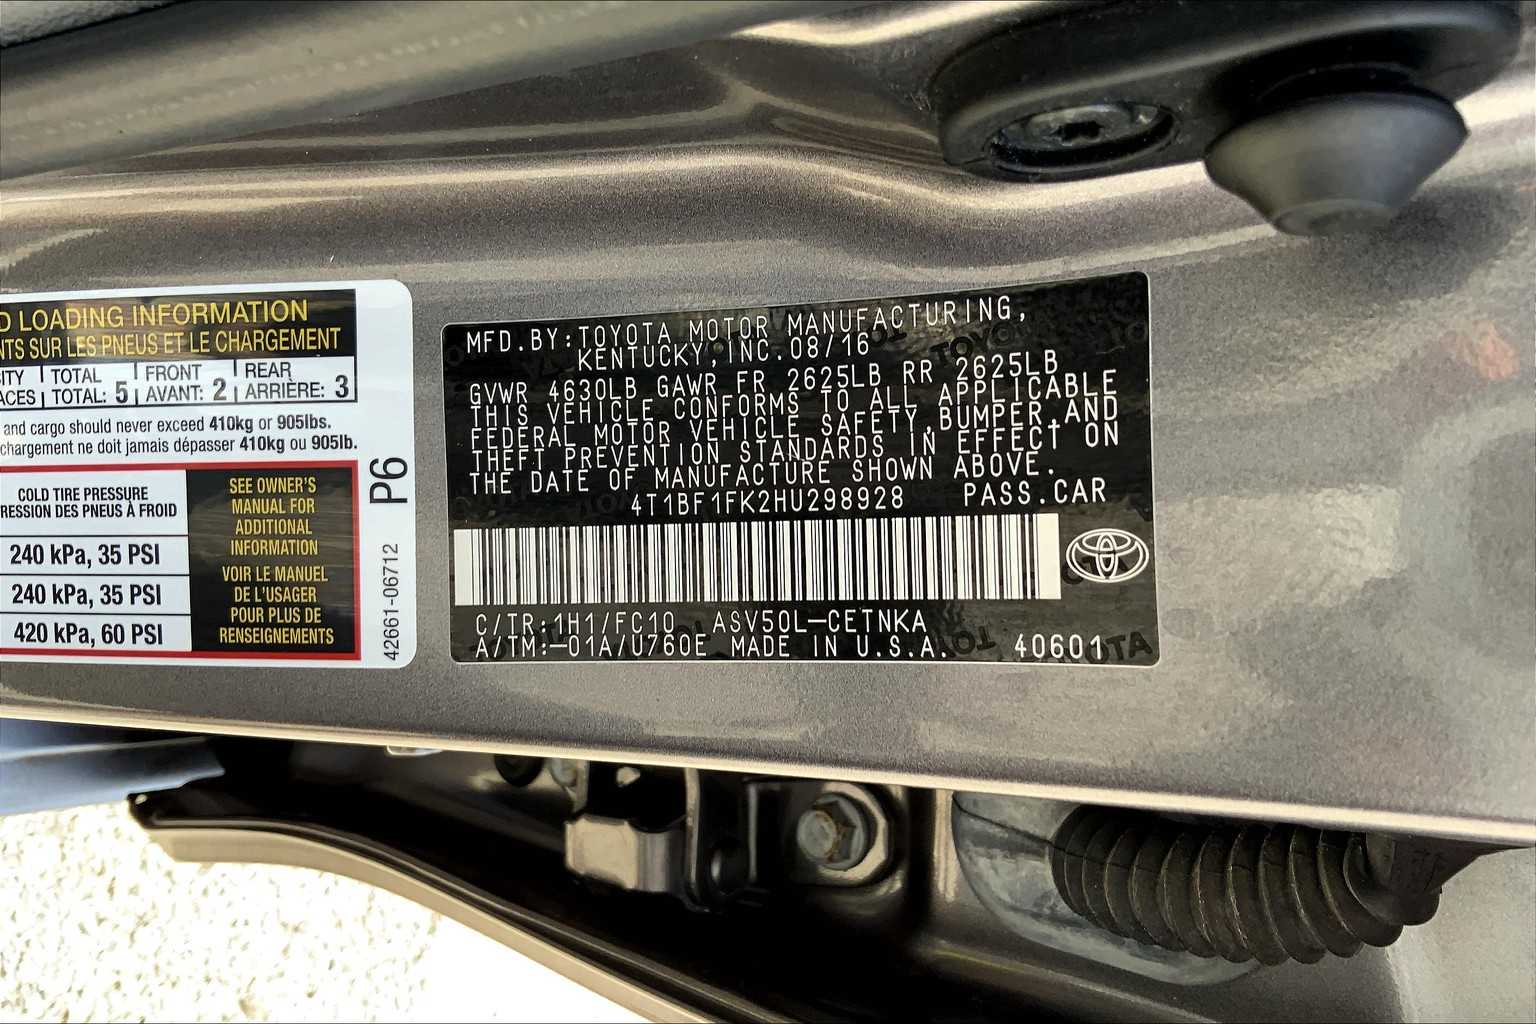 D LOADING INFORMATION
NTS SUR LES PNEUS ET LE CHARGEMENT
ITY TOTAL FRONT REAR
ACES TOTAL: 5 AVANT: 2 ARRIÈRE: 3
and cargo should never exceed 410kg or 905lbs.
chargement ne doit jamais dépasser 410kg ou 905lb.
COLD TIRE PRESSURE
RESSION DES PNEUS À FROID
240 kPa, 35 PSI
240 kPa, 35 PSI
420 kPa, 60 PSI
SEE OWNER'S
MANUAL FOR
ADDITIONAL
INFORMATION
VOIR LE MANUEL
DE L'USAGER
POUR PLUS DE
RENSEIGNEMENTS
P6
42661-06712
MFD.BY:TOYOTA MOTOR MANUFACTURING,
KENTUCKY,INC.08/16
GVWR 4630LB GAWR FR 2625LB RR 2625LB
THIS VEHICLE CONFORMS TO ALL APPLICABLE
FEDERAL MOTOR VEHICLE SAFETY,BUMPER,AND
THEFT PREVENTION STANDARDS IN EFFECT ON
THE DATE OF MANUFACTURE SHOWN ABOVE.
4T1BF1FK2HU298928 PASS.CAR
C/TR:1H1/FC10 ASV50L-CETNKA
A/TM:-01A/U760E MADE IN U.S.A. 40601